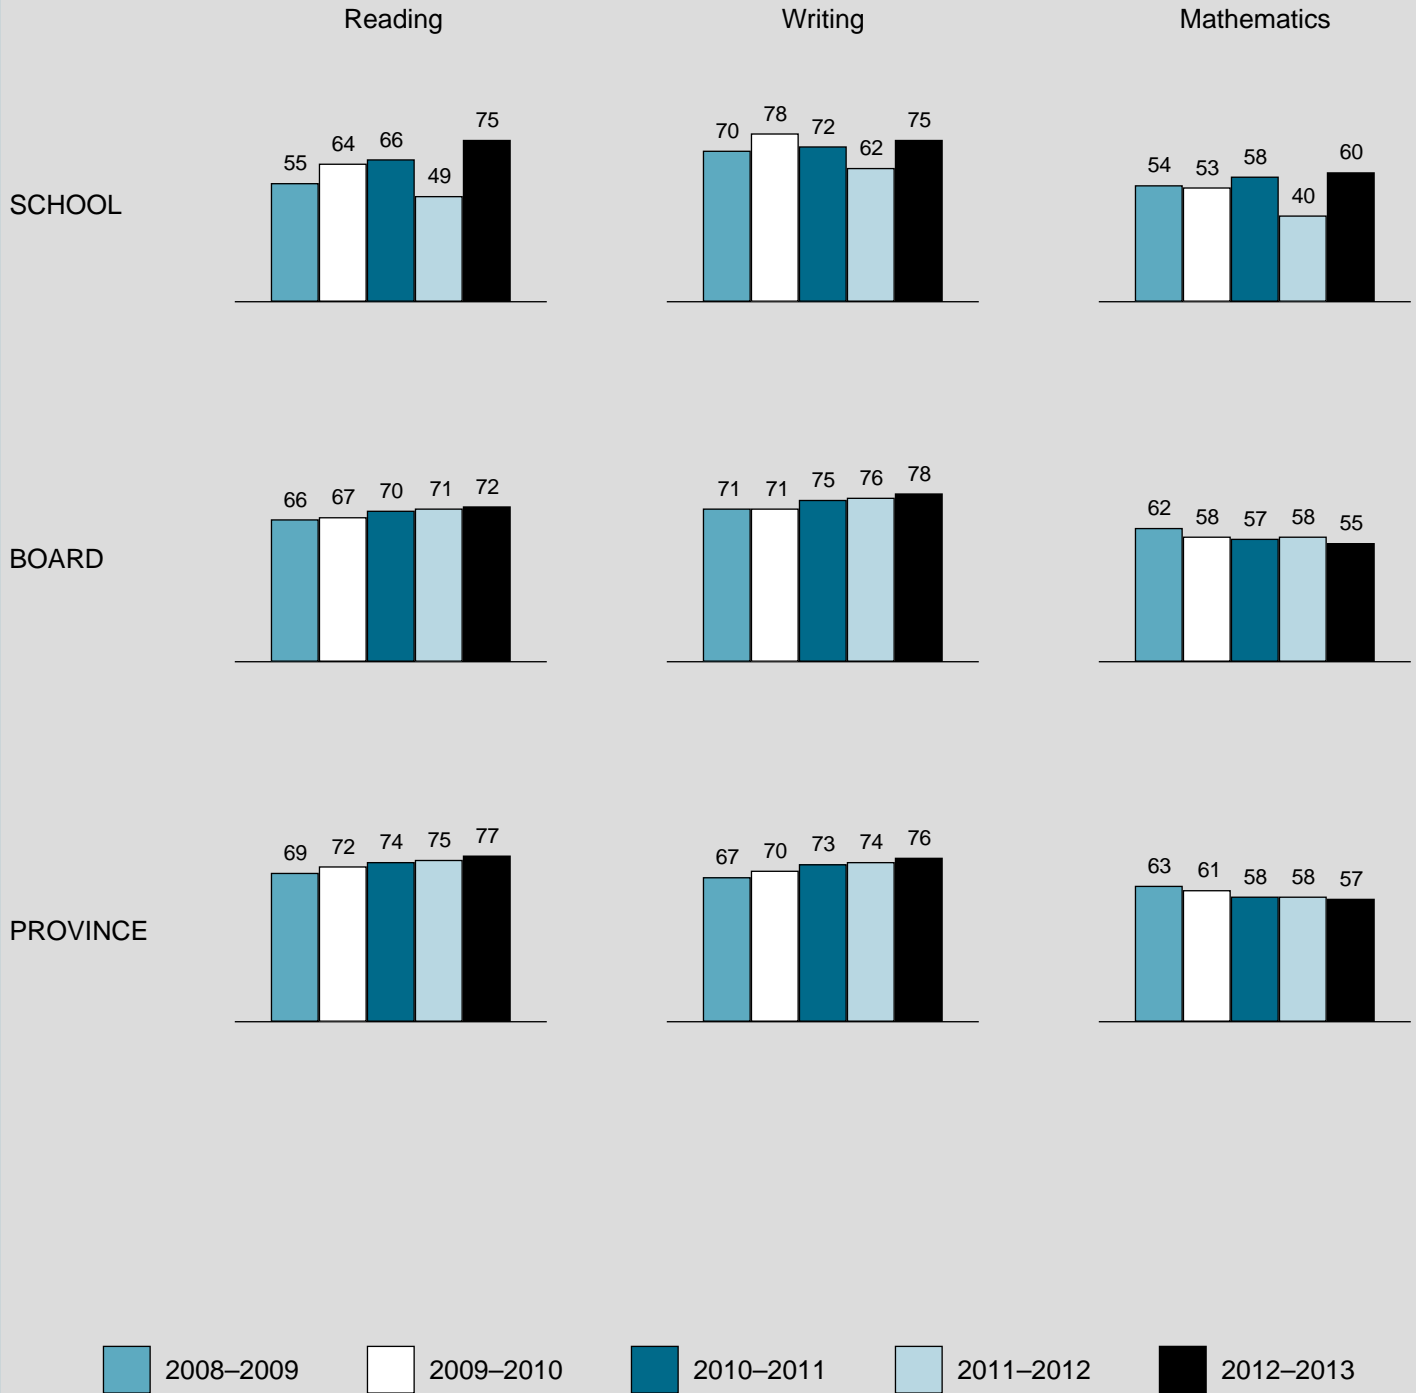 Reading Writing Mathematics
SCHOOL
55 64 66 49 75
70 78 72 62 75
54 53 58 40 60
BOARD
66 67 70 71 72
71 71 75 76 78
62 58 57 58 55
PROVINCE
69 72 74 75 77
67 70 73 74 76
63 61 58 58 57
2008–2009 2009–2010 2010–2011 2011–2012 2012–2013